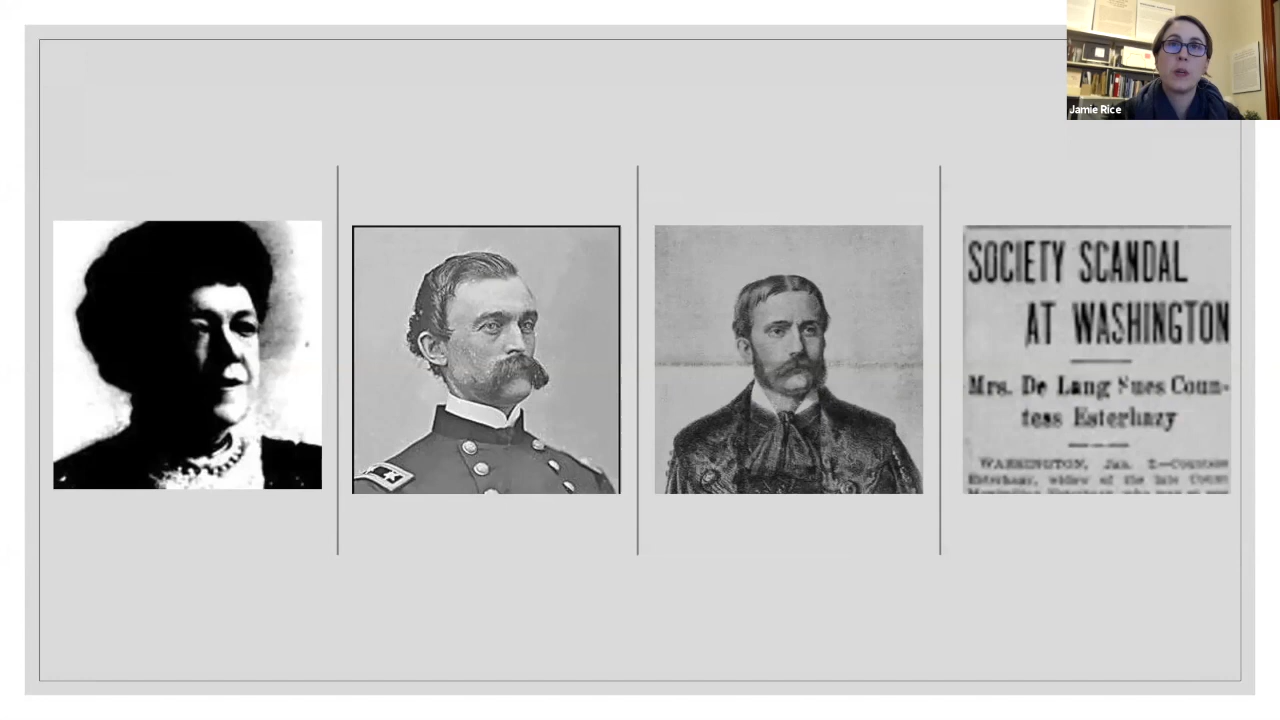 Jamie Rice
SOCIETY SCANDAL
AT WASHINGTON
Mrs. De Lang Sues Coun-
tess Esterhazy
WASHINGTON, Jan. 2.—Countess
Esterhazy, widow of the late Count